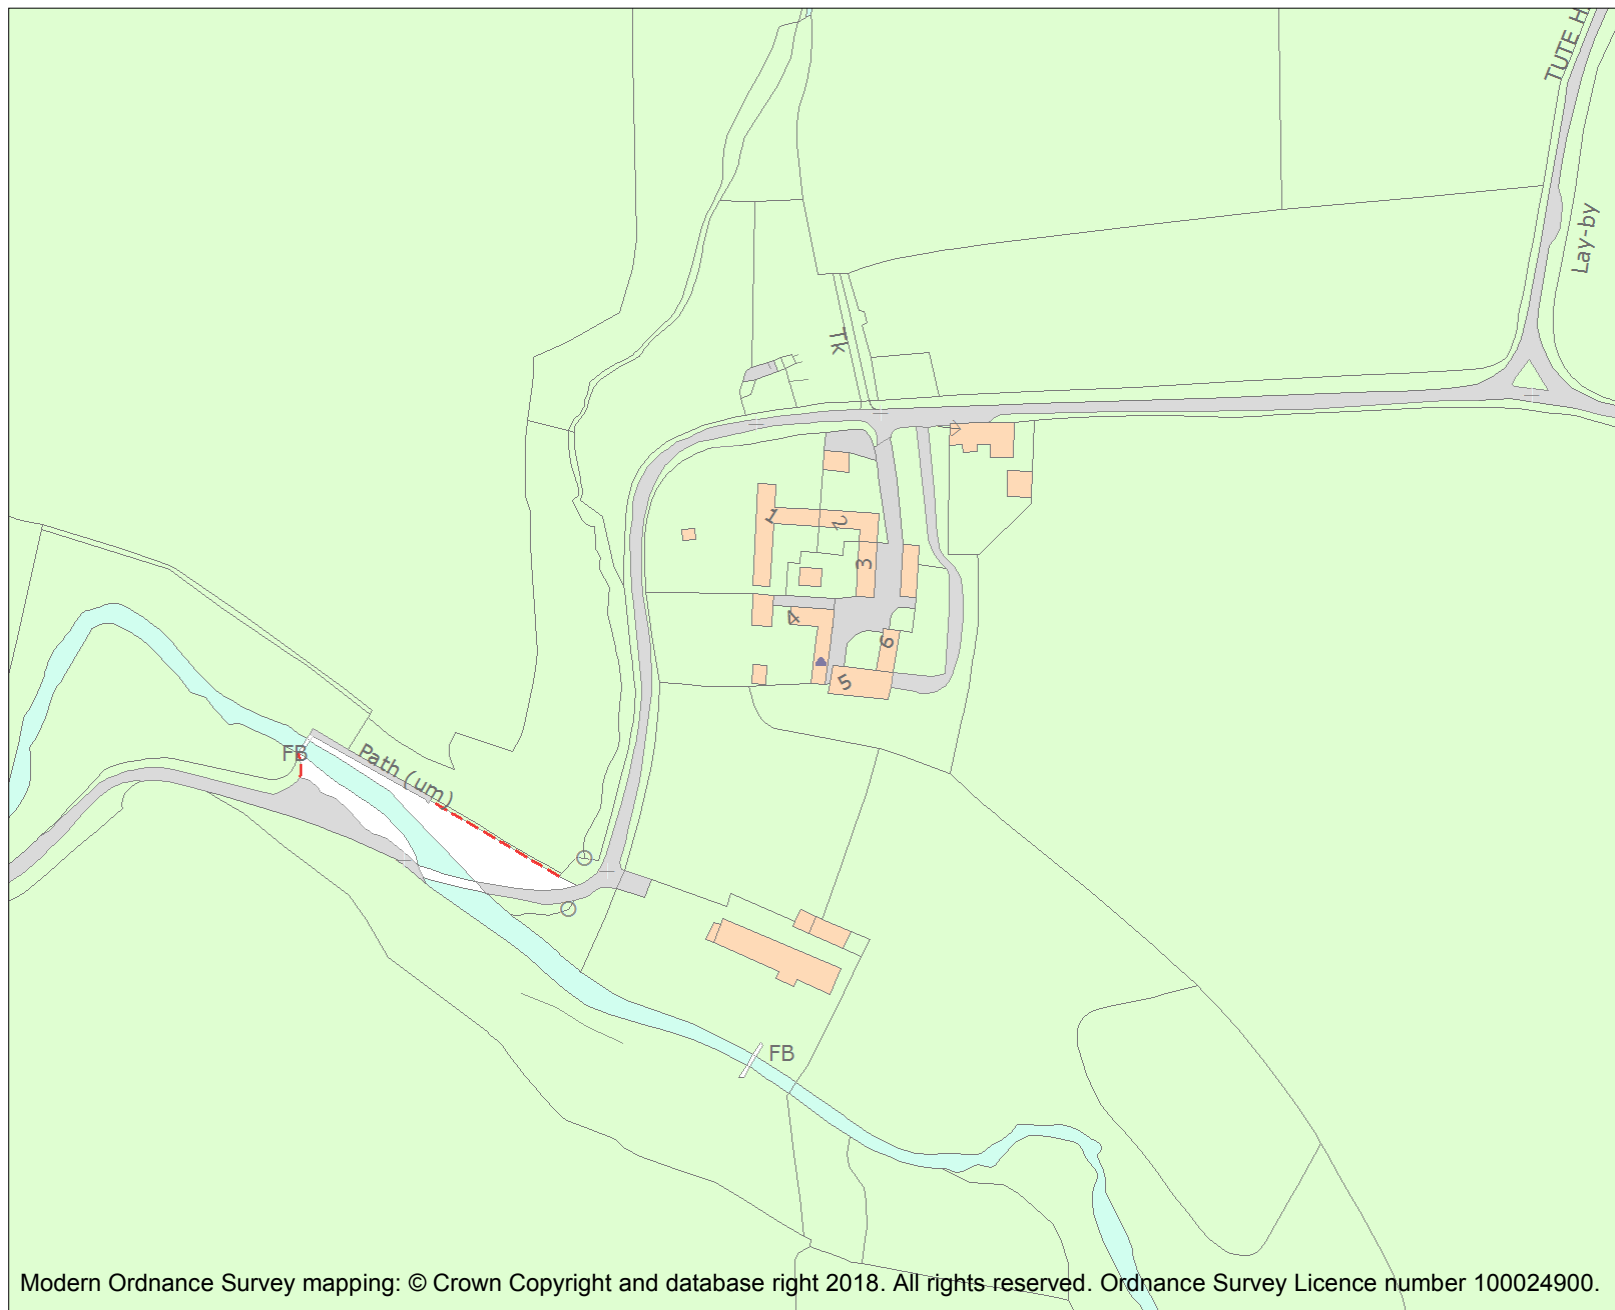 TUTE H
Lay-by
Tk
1
2
3
4
6
5
FB
Path (um)
FB
Modern Ordnance Survey mapping: © Crown Copyright and database right 2018. All rights reserved. Ordnance Survey Licence number 100024900.